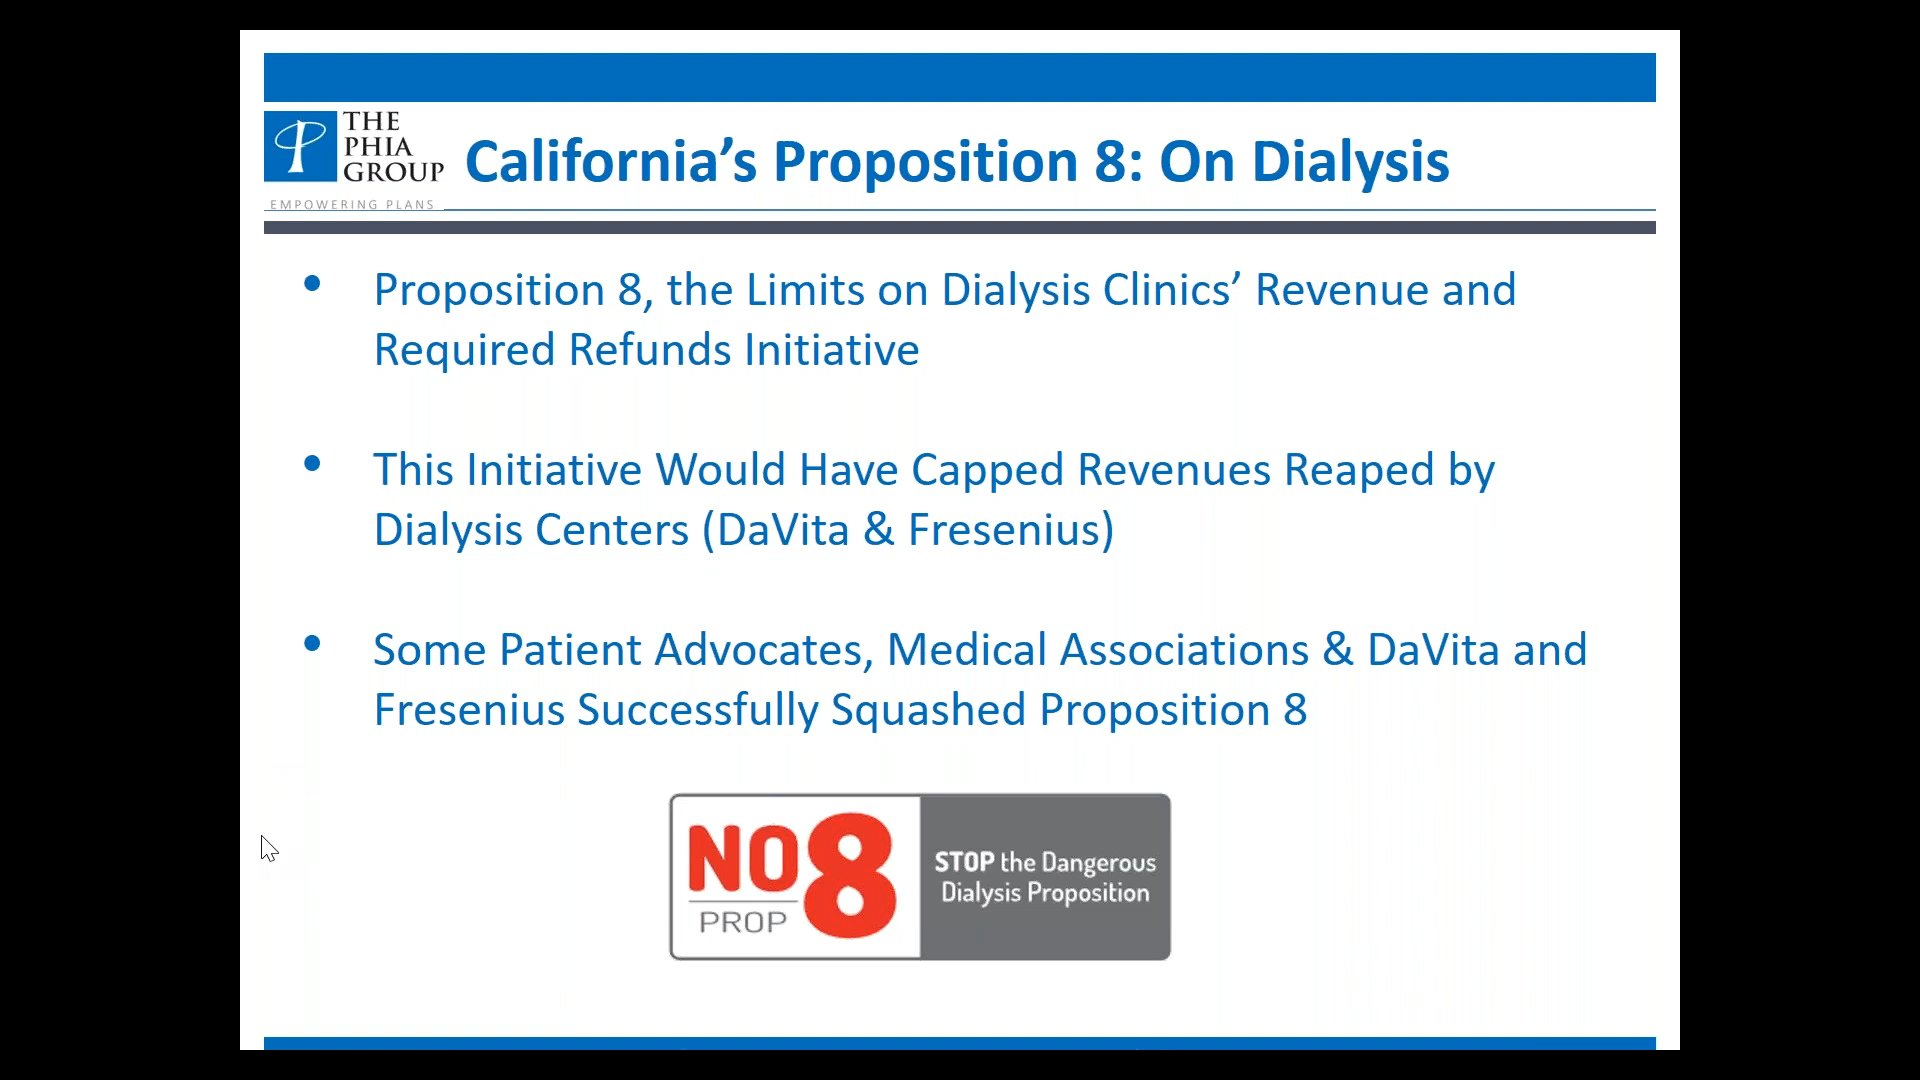 THE
PHIA
GROUP
EMPOWERING PLANS
California’s Proposition 8: On Dialysis
• Proposition 8, the Limits on Dialysis Clinics’ Revenue and
Required Refunds Initiative
• This Initiative Would Have Capped Revenues Reaped by
Dialysis Centers (DaVita & Fresenius)
• Some Patient Advocates, Medical Associations & DaVita and
Fresenius Successfully Squashed Proposition 8
NO 8
PROP
STOP the Dangerous
Dialysis Proposition